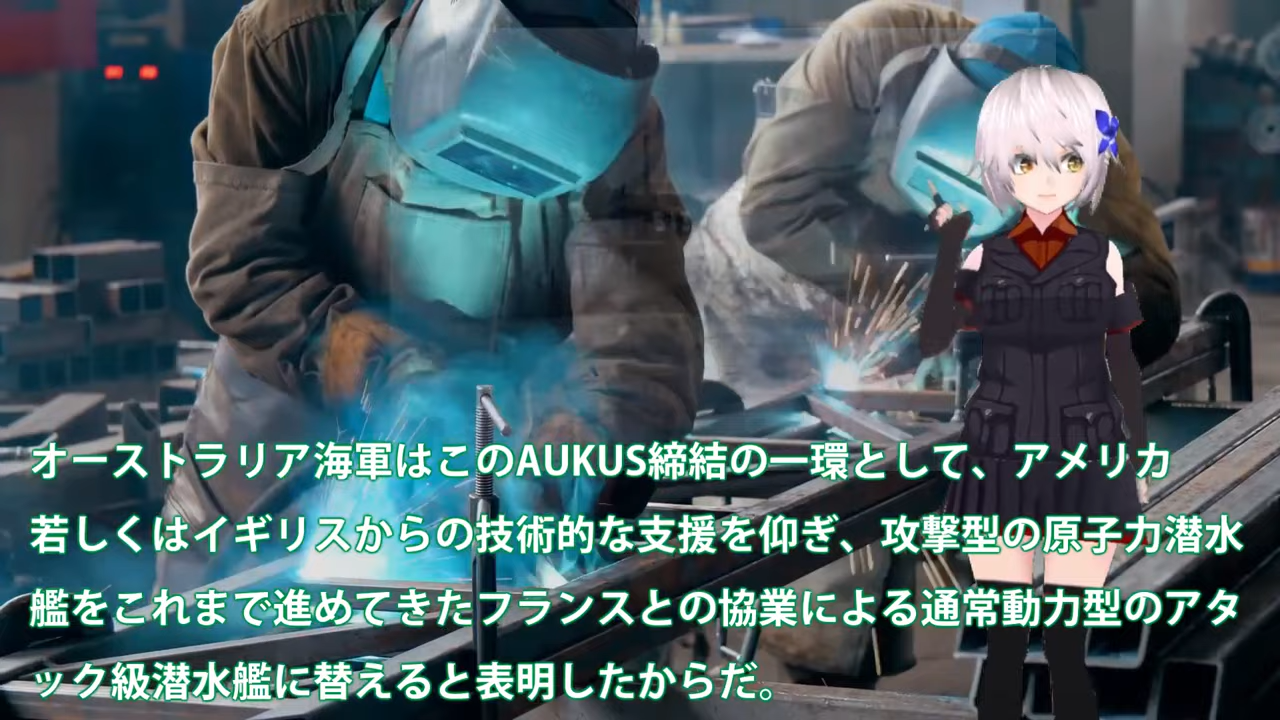 オーストラリア海軍はこのAUKUS締結の一環として、アメリカ
若しくはイギリスからの技術的な支援を仰ぎ、攻撃型の原子力潜水
艦をこれまで進めてきたフランスとの協業による通常動力型のアタ
ック級潜水艦に替えると表明したからだ。